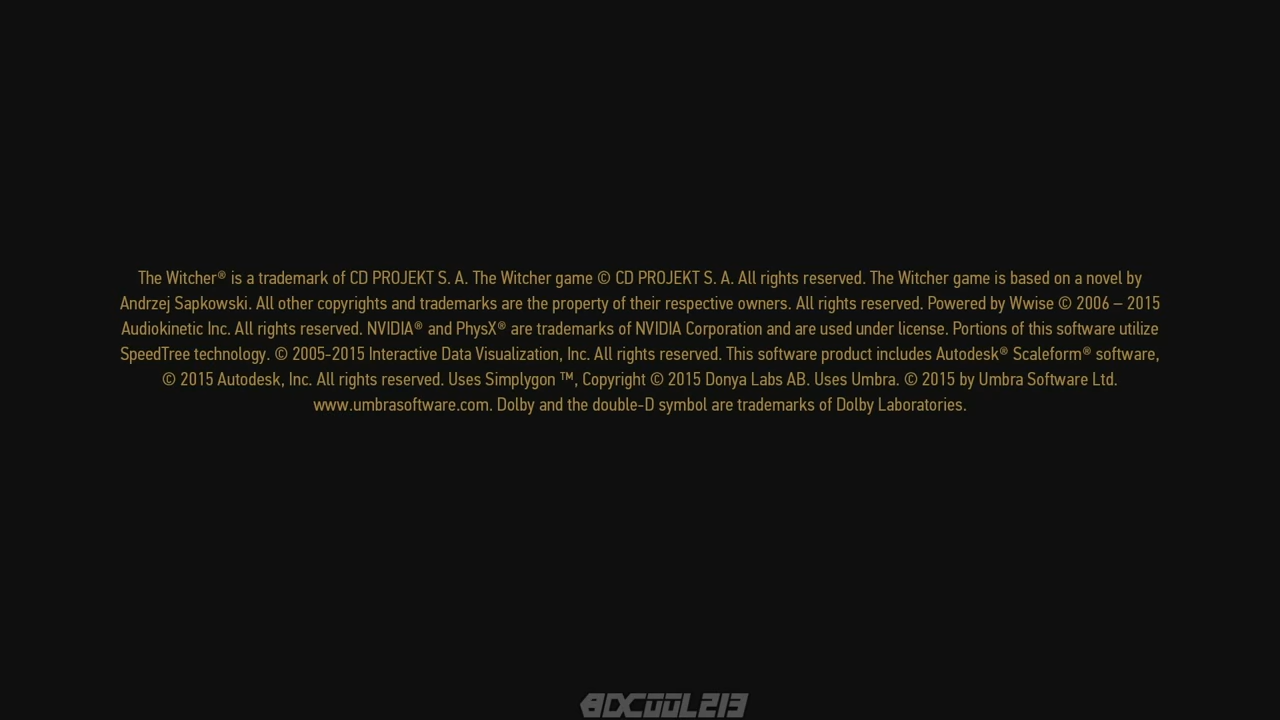 The Witcher® is a trademark of CD PROJEKT S. A. The Witcher game © CD PROJEKT S. A. All rights reserved. The Witcher game is based on a novel by
Andrzej Sapkowski. All other copyrights and trademarks are the property of their respective owners. All rights reserved. Powered by Wwise © 2006 – 2015
Audiokinetic Inc. All rights reserved. NVIDIA® and PhysX® are trademarks of NVIDIA Corporation and are used under license. Portions of this software utilize
SpeedTree technology. © 2005-2015 Interactive Data Visualization, Inc. All rights reserved. This software product includes Autodesk® Scaleform® software,
© 2015 Autodesk, Inc. All rights reserved. Uses Simplygon ™, Copyright © 2015 Donya Labs AB. Uses Umbra. © 2015 by Umbra Software Ltd.
www.umbrasoftware.com. Dolby and the double-D symbol are trademarks of Dolby Laboratories.